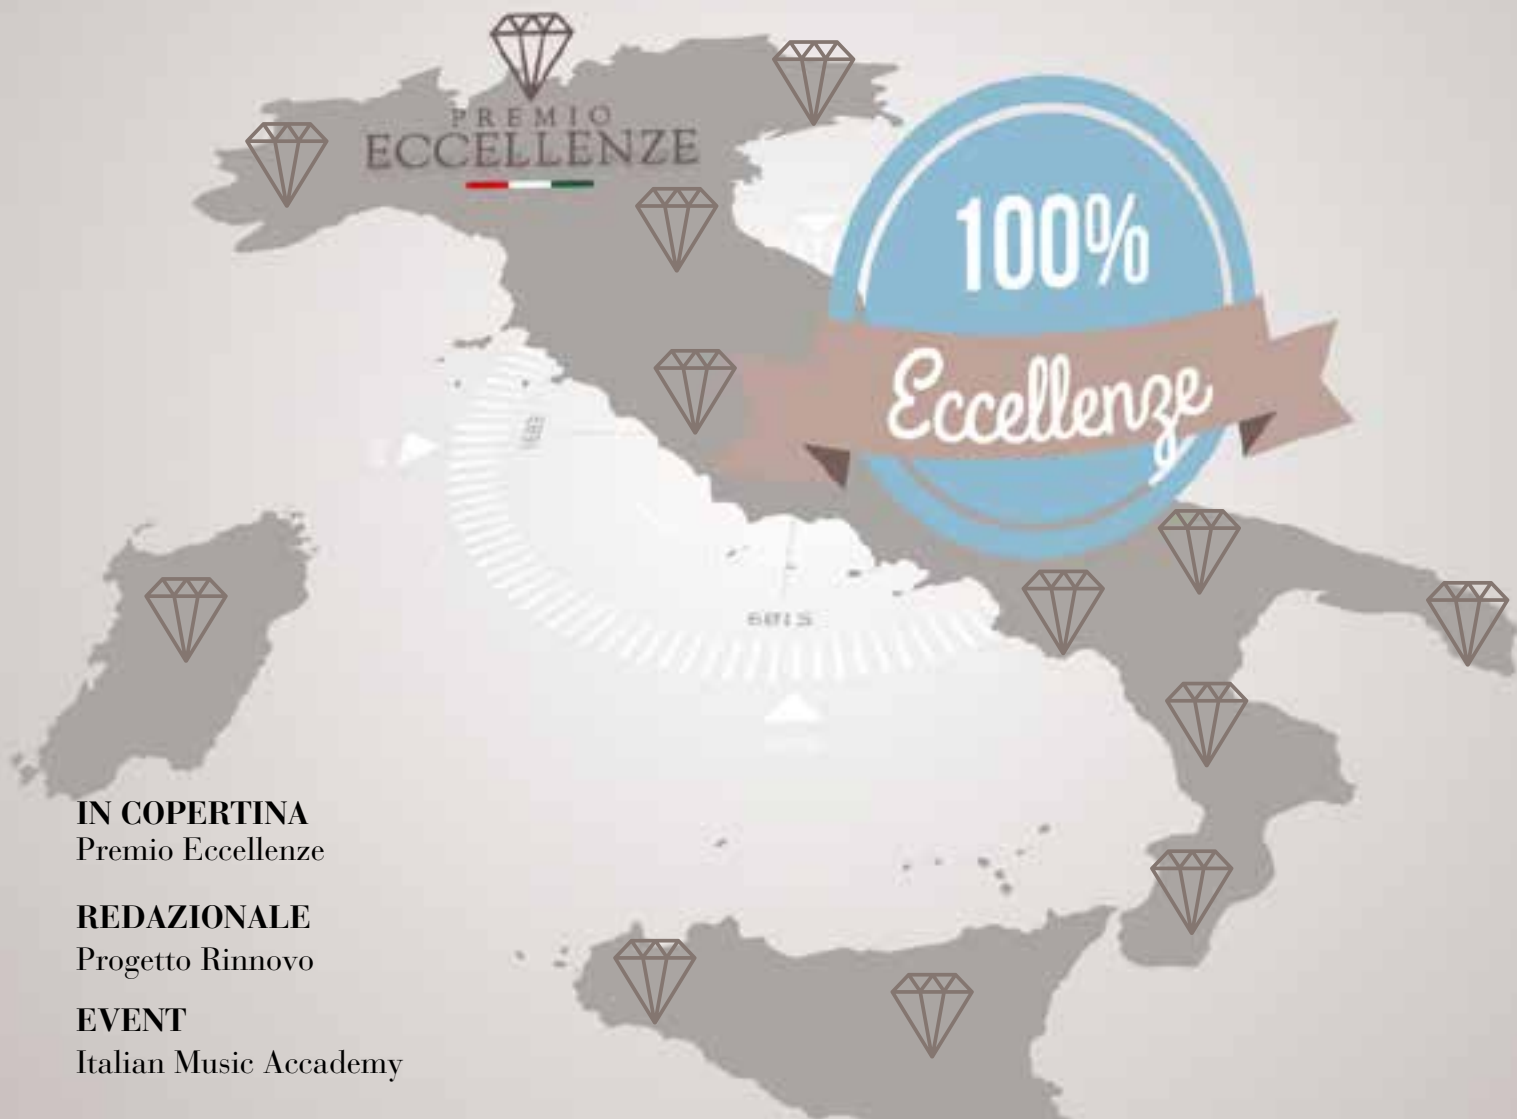 PREMIO
ECCELLENZE
100%
Eccellenze
IN COPERTINA
Premio Eccellenze
REDAZIONALE
Progetto Rinnovo
EVENT
Italian Music Accademy